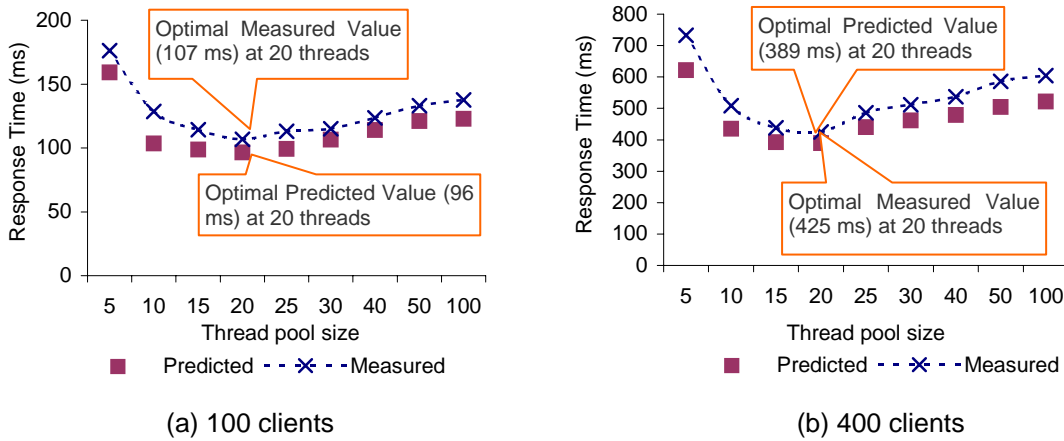 200
150
100
50
0
Response Time (ms)
Optimal Measured Value
(107 ms) at 20 threads
Optimal Predicted Value (96
ms) at 20 threads
5 10 15 20 25 30 40 50 100
Thread pool size
Predicted Measured
(a) 100 clients
800
700
600
500
400
300
200
100
0
Response Time (ms)
Optimal Predicted Value
(389 ms) at 20 threads
Optimal Measured Value
(425 ms) at 20 threads
5 10 15 20 25 30 40 50 100
Thread pool size
Predicted Measured
(b) 400 clients